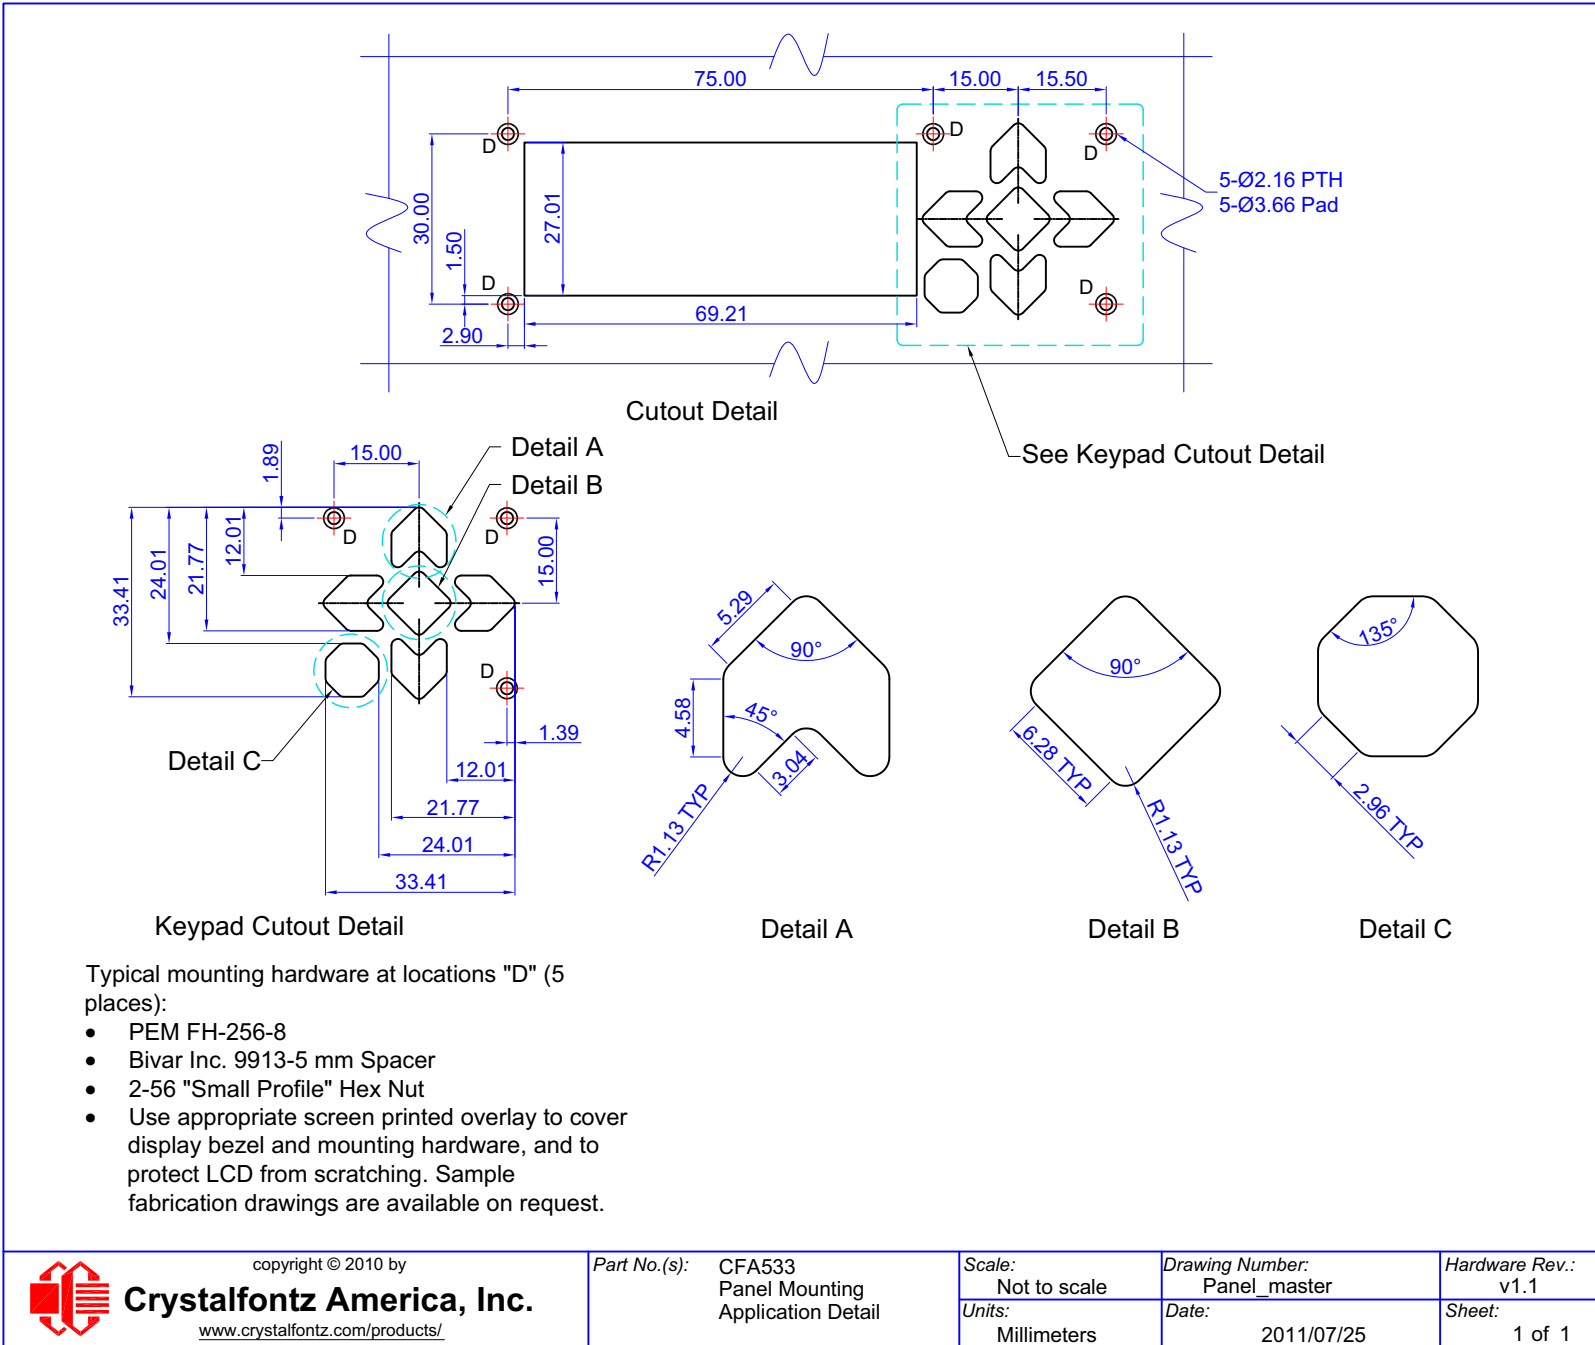 75.00
15.00
15.50
D
D
D
5-Ø2.16 PTH
5-Ø3.66 Pad
30.00
27.01
1.50
D
D
69.21
2.90
Cutout Detail
See Keypad Cutout Detail
1.89
15.00
Detail A
Detail B
D
D
12.01
21.77
24.01
33.41
15.00
D
1.39
Detail C
12.01
21.77
24.01
33.41
Keypad Cutout Detail
5.29
90°
4.58
45°
3.04
R1.13 TYP
Detail A
90°
6.28 TYP
R1.13 TYP
Detail B
135°
2.96 TYP
Detail C
Typical mounting hardware at locations "D" (5
places):
• PEM FH-256-8
• Bivar Inc. 9913-5 mm Spacer
• 2-56 "Small Profile" Hex Nut
• Use appropriate screen printed overlay to cover
display bezel and mounting hardware, and to
protect LCD from scratching. Sample
fabrication drawings are available on request.
copyright © 2010 by
Crystalfontz America, Inc.
www.crystalfontz.com/products/
Part No.(s): CFA533
Panel Mounting
Application Detail
Scale:
Not to scale
Units:
Millimeters
Drawing Number:
Panel_master
Date:
2011/07/25
Hardware Rev.:
v1.1
Sheet:
1 of 1